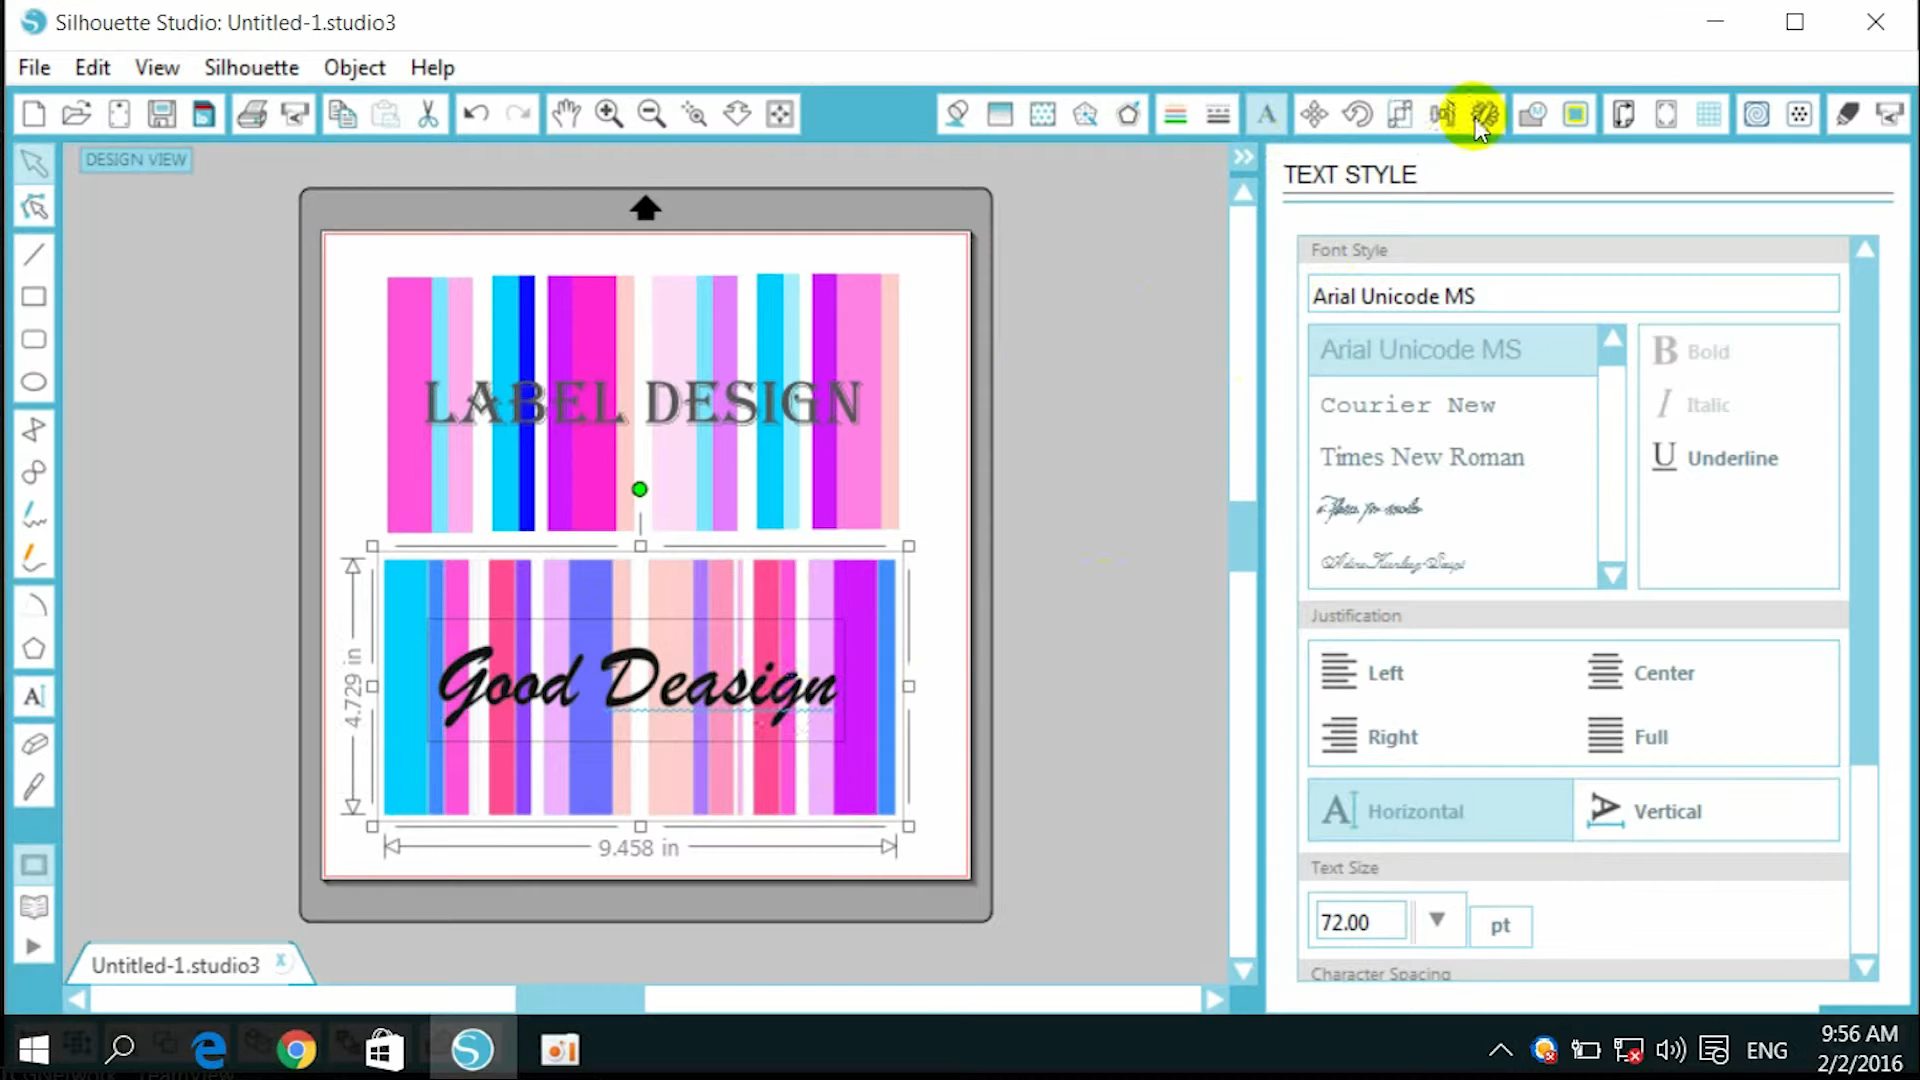 Silhouette Studio: Untitled-1.studio3
File Edit View Silhouette Object Help
DESIGN VIEW
TEXT STYLE
Font Style
Arial Unicode MS
Arial Unicode MS
Courier New
Times New Roman
B Bold
I Italic
U Underline
LABEL DESIGN
Good Deasign
4.729 in
9.458 in
Justification
Left
Center
Right
Full
Horizontal
Vertical
Text Size
72.00
pt
Character Spacing
Untitled-1.studio3
ENG
9:56 AM
2/2/2016